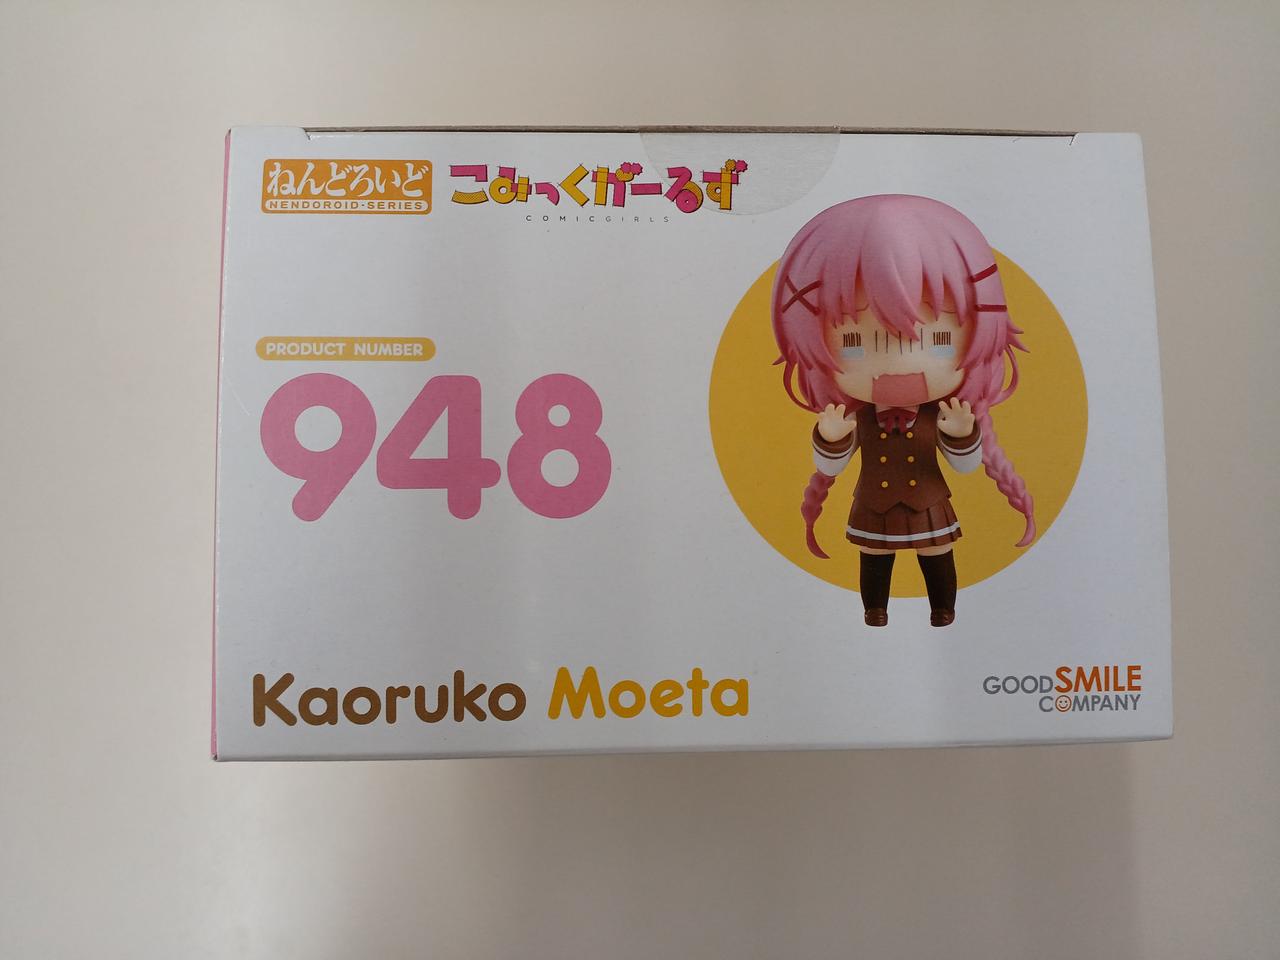 ねんどろいど
NENDOROID-SERIES
こみっくがーるず
COMICGIRLS
PRODUCT NUMBER
948
Kaoruko Moeta
GOOD SMILE
COMPANY